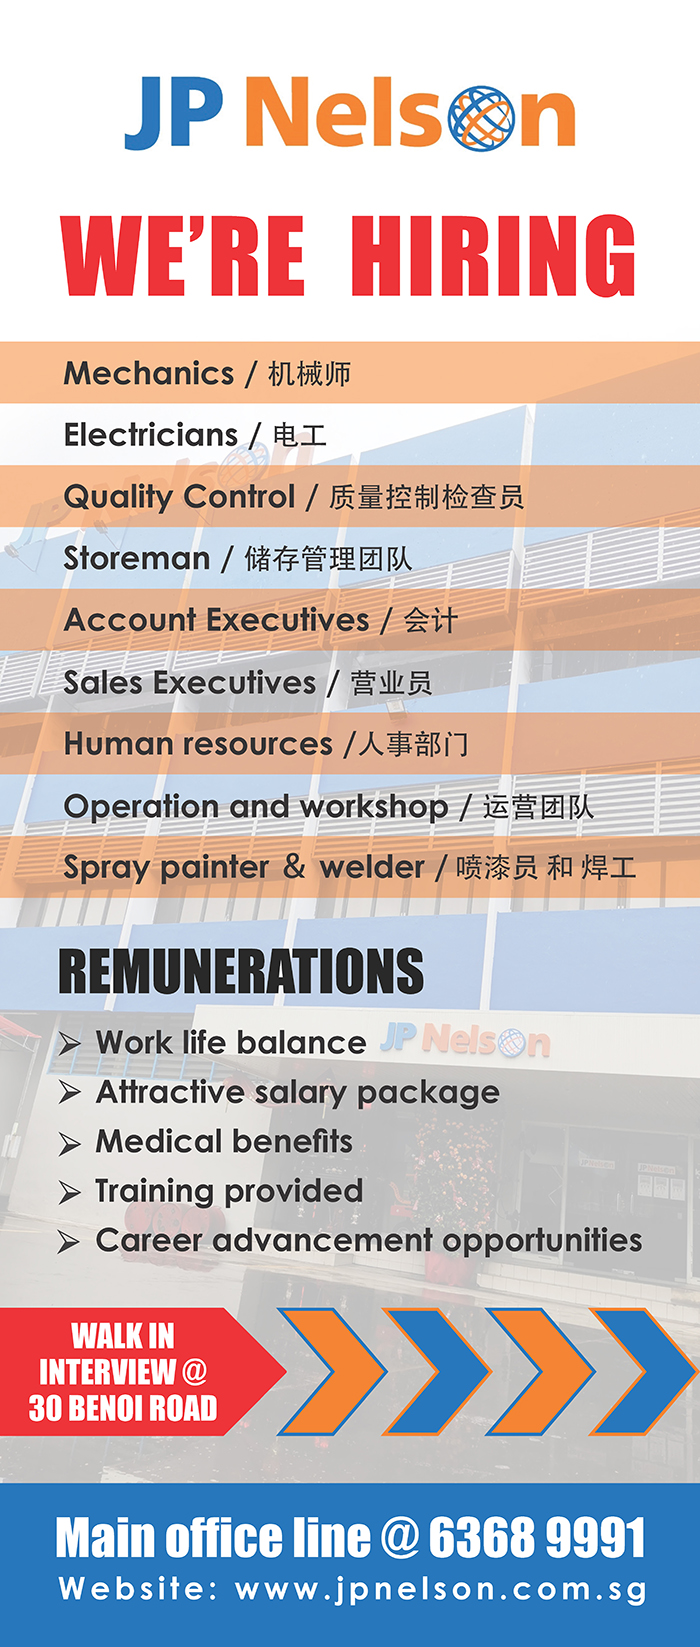 JP Nelson
WE'RE HIRING
Mechanics / 机械师
Electricians / 电工
Quality Control / 质量控制检查员
Storeman / 储存管理团队
Account Executives / 会计
Sales Executives / 营业员
Human resources /人事部门
Operation and workshop / 运营团队
Spray painter & welder / 喷漆员 和 焊工
REMUNERATIONS
➢ Work life balance
JP Nelson
➢ Attractive salary package
➢ Medical benefits
➢ Training provided
➢ Career advancement opportunities
WALK IN
INTERVIEW @
30 BENOI ROAD
Main office line @ 6368 9991
Website: www.jpnelson.com.sg